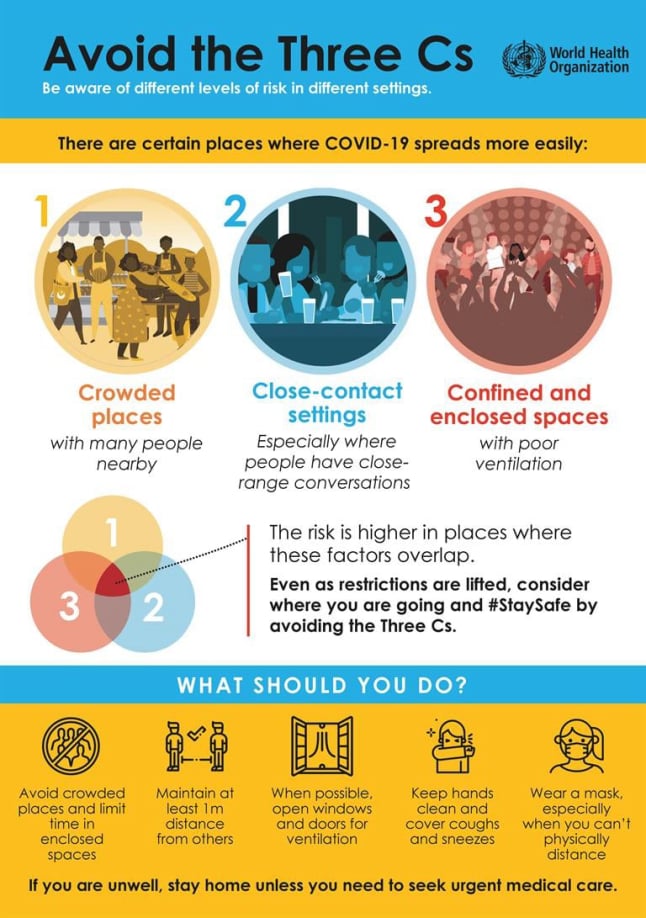 Avoid the Three Cs
World Health
Organization
Be aware of different levels of risk in different settings.
There are certain places where COVID-19 spreads more easily:
1
2
3
Crowded
places
with many people
nearby
Close-contact
settings
Especially where
people have close-
range conversations
Confined and
enclosed spaces
with poor
ventilation
1
3
2
The risk is higher in places where
these factors overlap.
Even as restrictions are lifted, consider
where you are going and #StaySafe by
avoiding the Three Cs.
WHAT SHOULD YOU DO?
Avoid crowded
places and limit
time in
enclosed
spaces
Maintain at
least 1m
distance
from others
When possible,
open windows
and doors for
ventilation
Keep hands
clean and
cover coughs
and sneezes
Wear a mask,
especially
when you can't
physically
distance
If you are unwell, stay home unless you need to seek urgent medical care.